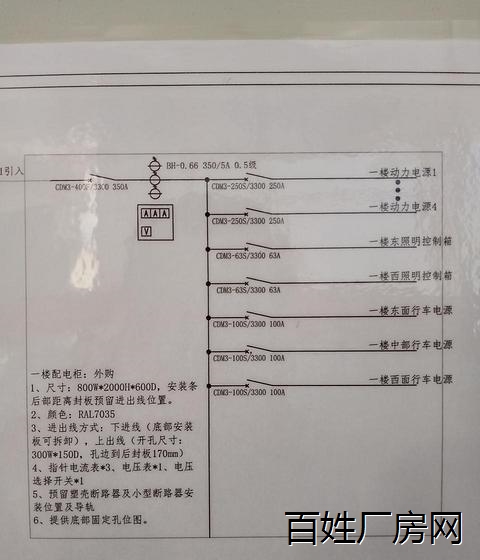 1引入
BH-0.66 350/5A 0.5级
CDM3-400F/3300 350A
A A A
V
一楼动力电源1
CDM3-250S/3300 250A
一楼动力电源4
CDM3-250S/3300 250A
一楼东照明控制箱
CDM3-63S/3300 63A
一楼西照明控制箱
CDM3-63S/3300 63A
一楼东面行车电源
CDM3-100S/3300 100A
一楼中部行车电源
CDM3-100S/3300 100A
一楼西面行车电源
CDM3-100S/3300 100A
一楼配电柜：外购
1、尺寸：800W*2000H*600D，安装条
后部距离封板预留进出线位置。
2、颜色：RAL7035
3、进出线方式：下进线（底部安装
板可拆卸），上出线（开孔尺寸：
300W*150D，孔边到后封板170mm）
4、指针电流表*3、电压表*1、电压
选择开关*1
5、预留塑壳断路器及小型断路器安
装位置及导轨
6、提供底部固定孔位图。
百姓厂房网